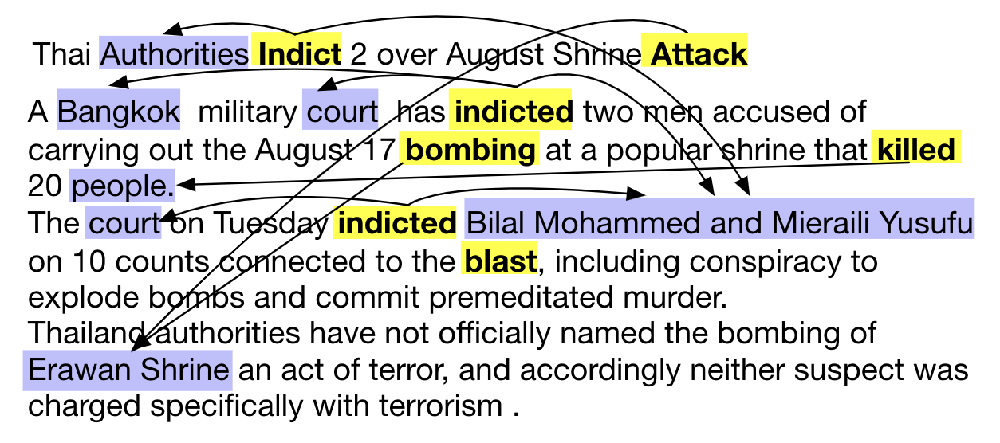 Thai Authorities Indict 2 over August Shrine Attack
A Bangkok military court has indicted two men accused of
carrying out the August 17 bombing at a popular shrine that killed
20 people.
The court on Tuesday indicted Bilal Mohammed and Mieraili Yusufu
on 10 counts connected to the blast, including conspiracy to
explode bombs and commit premeditated murder.
Thailand authorities have not officially named the bombing of
Erawan Shrine an act of terror, and accordingly neither suspect was
charged specifically with terrorism .